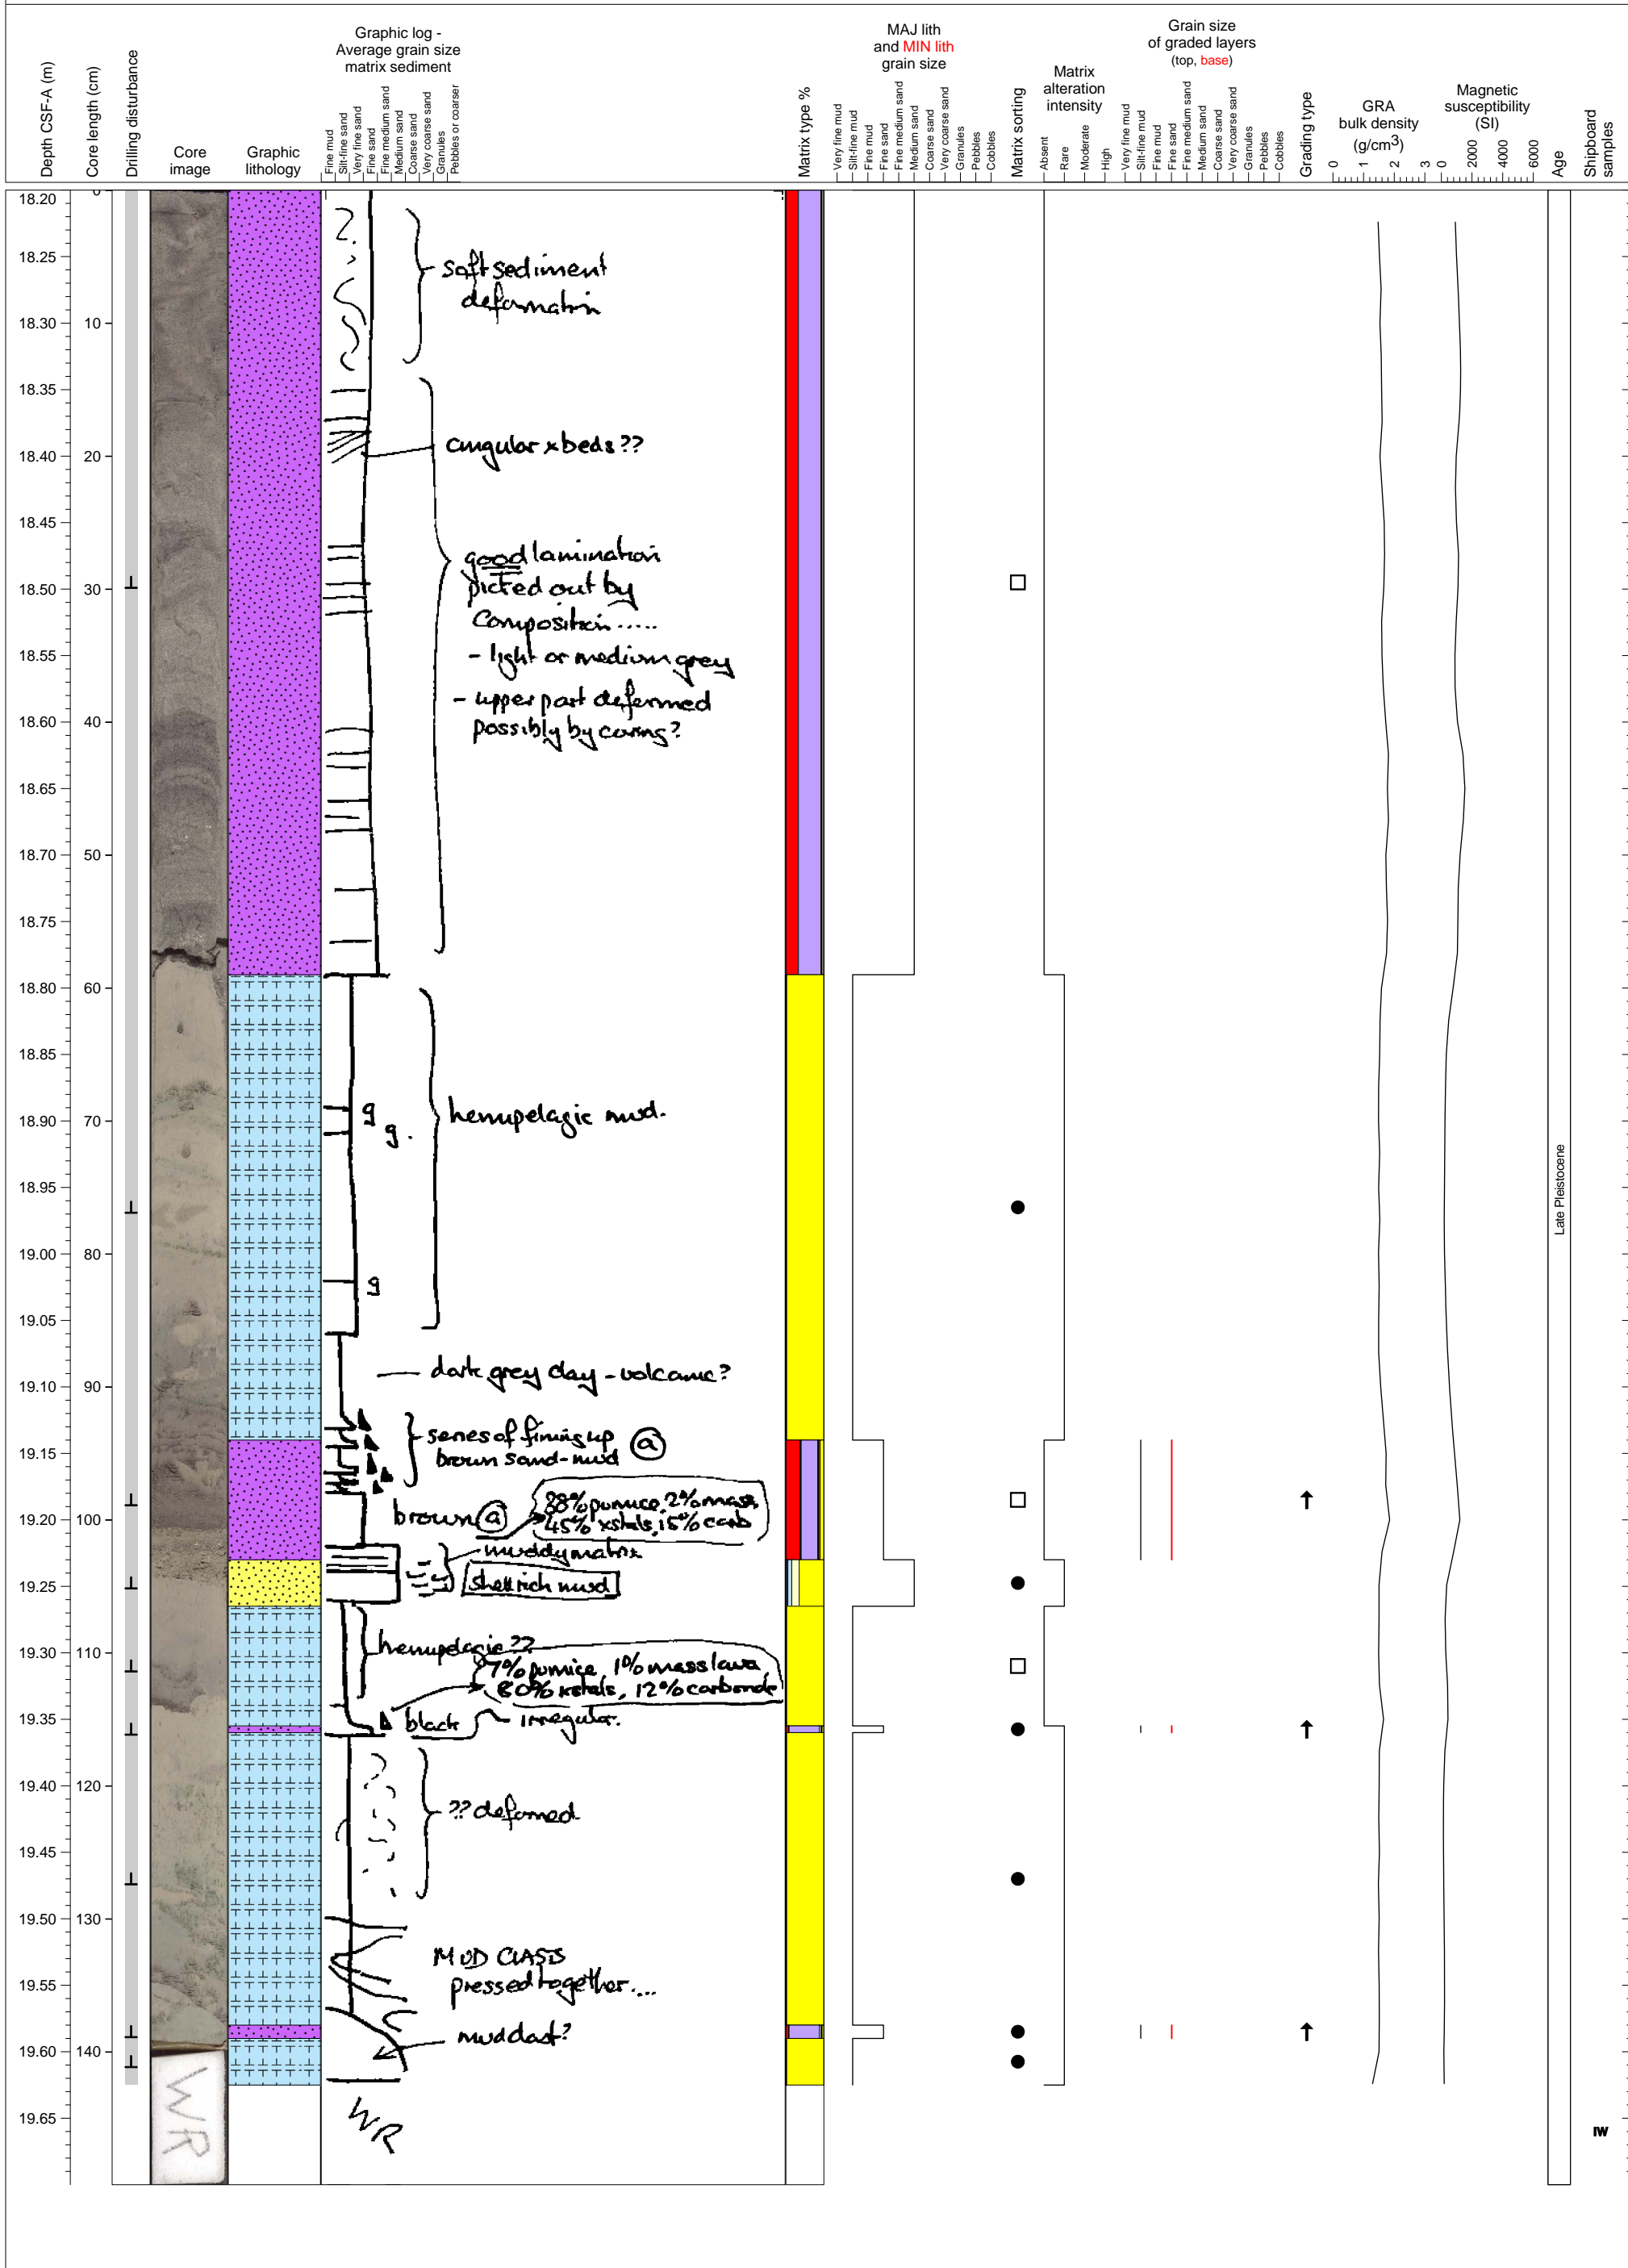 Depth CSF-A (m)
Core length (cm)
Drilling disturbance
Core
image
Graphic
lithology
Graphic log -
Average grain size
matrix sediment
Fine mud
Silt-fine sand
Very fine sand
Fine sand
Fine medium sand
Medium sand
Coarse sand
Very coarse sand
Granules
Pebbles or coarser
Matrix type %
MAJ lith
and MIN lith
grain size
Very fine mud
Silt-fine mud
Fine mud
Fine sand
Fine medium sand
Medium sand
Coarse sand
Very coarse sand
Granules
Pebbles
Cobbles
Matrix sorting
Matrix
alteration
intensity
Absent
Rare
Moderate
High
Grain size
of graded layers
(top, base)
Very fine mud
Silt-fine mud
Fine mud
Fine sand
Fine medium sand
Medium sand
Coarse sand
Very coarse sand
Granules
Pebbles
Cobbles
Grading type
GRA
bulk density
(g/cm3)
0 1 2 3
Magnetic
susceptibility
(SI)
0 2000 4000 6000
Age
Shipboard
samples
18.20 0
18.25
18.30 10
18.35
18.40 20
18.45
18.50 30
18.55
18.60 40
18.65
18.70 50
18.75
18.80 60
18.85
18.90 70
18.95
19.00 80
19.05
19.10 90
19.15
19.20 100
19.25
19.30 110
19.35
19.40 120
19.45
19.50 130
19.55
19.60 140
19.65
soft sediment
deformation
angular x beds??
good lamination
picted out by
Composition.....
- light or medium grey
- upper part deformed
possibly by coring?
hemipelagic mud.
g
g.
g
dark grey clay - volcanic?
series of fining up
brown sand-mud (a)
brown (a)
38% pumice, 2% mass,
45% xstals, 15% carb
muddy matrix
shell rich mud
hemipelagic??
7% pumice, 1% mass lava
80% xstals, 12% carbonate
black
irregular.
?? deformed
MUD CLASTS
pressed together....
mud clast?
WR
WR
Late Pleistocene
IW